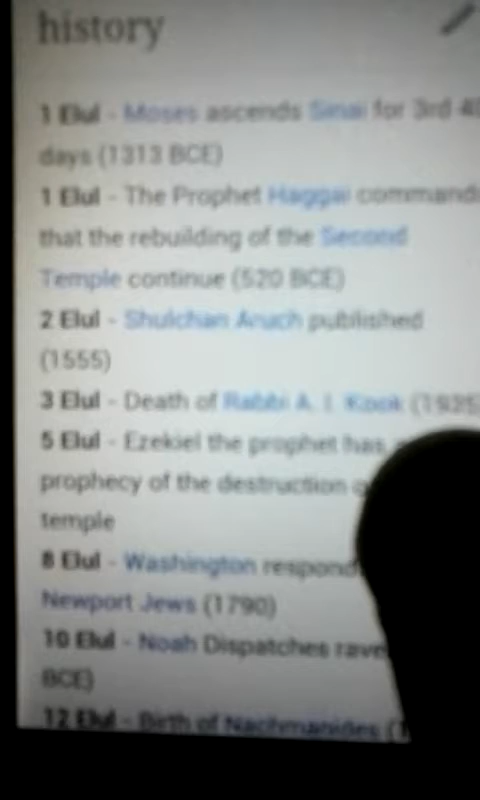 history
1 Elul - Moses ascends Sinai for 3rd 40
days (1313 BCE)
1 Elul - The Prophet Haggai command
that the rebuilding of the Second
Temple continue (520 BCE)
2 Elul - Shulchan Aruch published
(1555)
3 Elul - Death of Rabbi A. I. Kook (1935)
5 Elul - Ezekiel the prophet has
prophecy of the destruction
temple
8 Elul - Washington respond
Newport Jews (1790)
10 Elul - Noah Dispatches rave
BCE)
12 Elul - Birth of Nachmanides (1